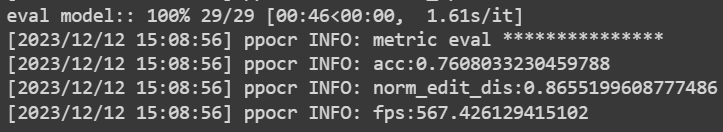 eval model:: 100% 29/29 [00:46<00:00,  1.61s/it]
[2023/12/12 15:08:56] ppocr INFO: metric eval ***************
[2023/12/12 15:08:56] ppocr INFO: acc:0.7608033230459788
[2023/12/12 15:08:56] ppocr INFO: norm_edit_dis:0.8655199608777486
[2023/12/12 15:08:56] ppocr INFO: fps:567.426129415102